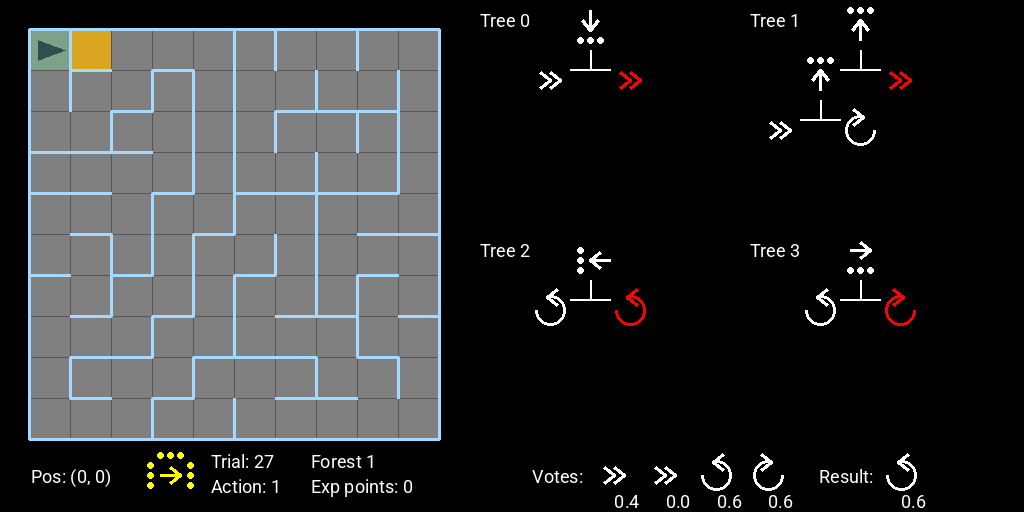 Tree 0
Tree 1
Tree 2
Tree 3
Pos: (0, 0)
Trial: 27
Forest 1
Action: 1
Exp points: 0
Votes:
0.4
0.0
0.6
0.6
Result:
0.6